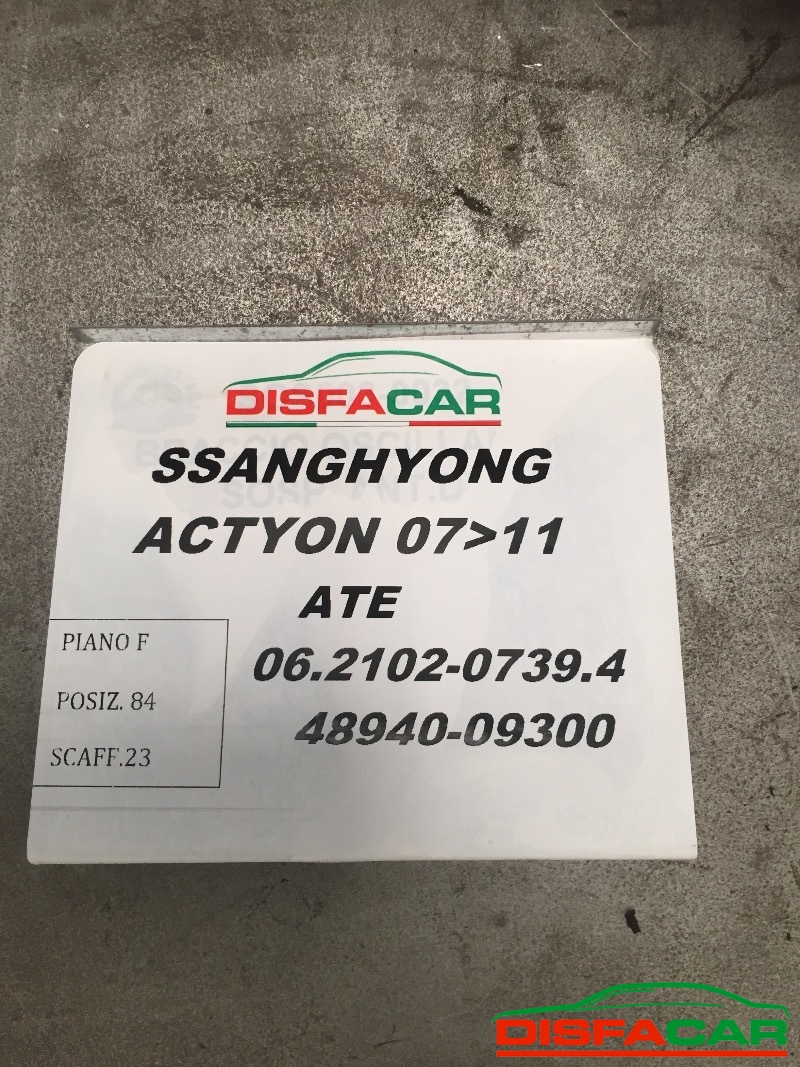 DISFACAR
SSANGHYONG
ACTYON 07>11
ATE
06.2102-0739.4
48940-09300
PIANO F
POSIZ. 84
SCAFF.23
DISFACAR